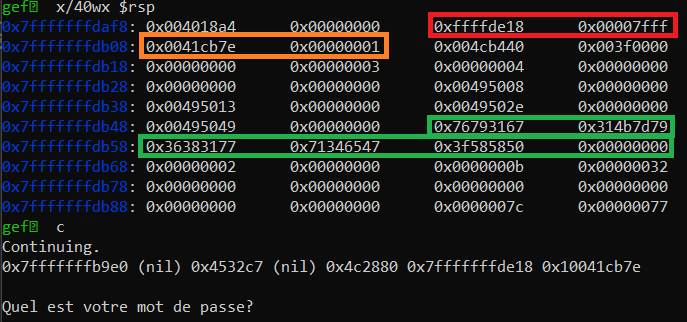 gef➤ x/40wx $rsp
0x7fffffffdaf8: 0x004018a4 0x00000000 0xffffde18 0x00007fff
0x7fffffffdb08: 0x0041cb7e 0x00000001 0x004cb440 0x003f0000
0x7fffffffdb18: 0x00000000 0x00000003 0x00000004 0x00000000
0x7fffffffdb28: 0x00000000 0x00000000 0x00495008 0x00000000
0x7fffffffdb38: 0x00495013 0x00000000 0x0049502e 0x00000000
0x7fffffffdb48: 0x00495049 0x00000000 0x76793167 0x314b7d79
0x7fffffffdb58: 0x36383177 0x71346547 0x3f585850 0x00000000
0x7fffffffdb68: 0x00000002 0x00000000 0x0000000b 0x00000032
0x7fffffffdb78: 0x00000000 0x00000000 0x00000000 0x00000000
0x7fffffffdb88: 0x00000000 0x00000000 0x0000007c 0x00000077
gef➤ c
Continuing.
0x7fffffffb9e0 (nil) 0x4532c7 (nil) 0x4c2880 0x7fffffffde18 0x10041cb7e
Quel est votre mot de passe?